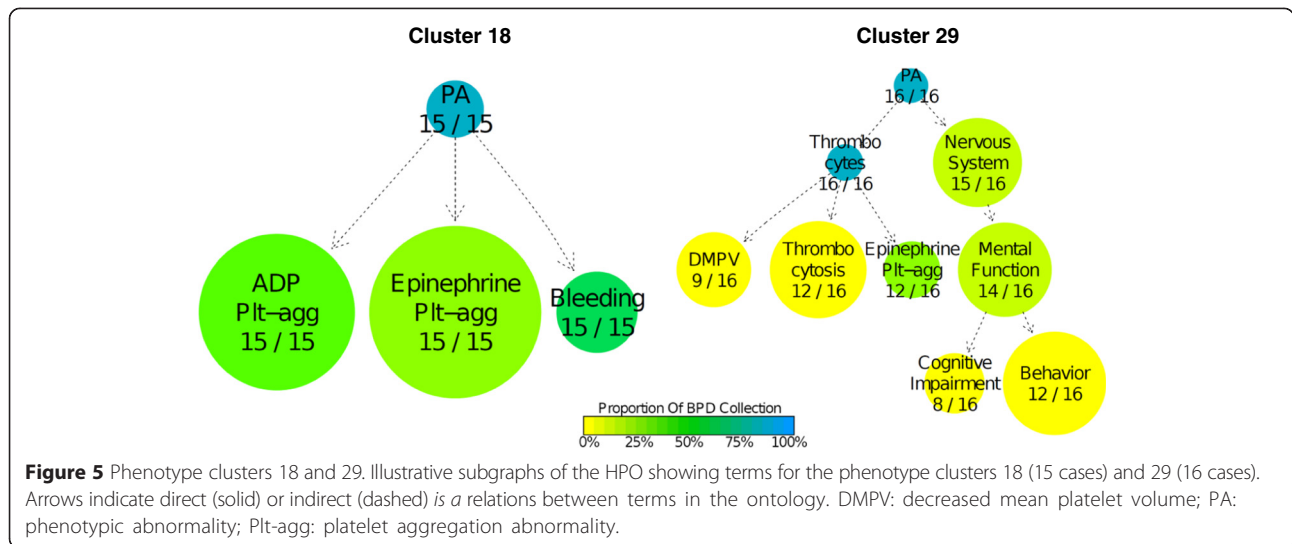 Cluster 18
PA
15 / 15
ADP
Plt–agg
15 / 15
Epinephrine
Plt–agg
15 / 15
Bleeding
15 / 15
Cluster 29
PA
16 / 16
Thrombo
cytes
16 / 16
Nervous
System
15 / 16
DMPV
9 / 16
Thrombo
cytosis
12 / 16
Epinephrine
Plt–agg
12 / 16
Mental
Function
14 / 16
Cognitive
Impairment
8 / 16
Behavior
12 / 16
Proportion Of BPD Collection
0% 25% 50% 75% 100%
Figure 5 Phenotype clusters 18 and 29. Illustrative subgraphs of the HPO showing terms for the phenotype clusters 18 (15 cases) and 29 (16 cases).
Arrows indicate direct (solid) or indirect (dashed) is a relations between terms in the ontology. DMPV: decreased mean platelet volume; PA:
phenotypic abnormality; Plt-agg: platelet aggregation abnormality.